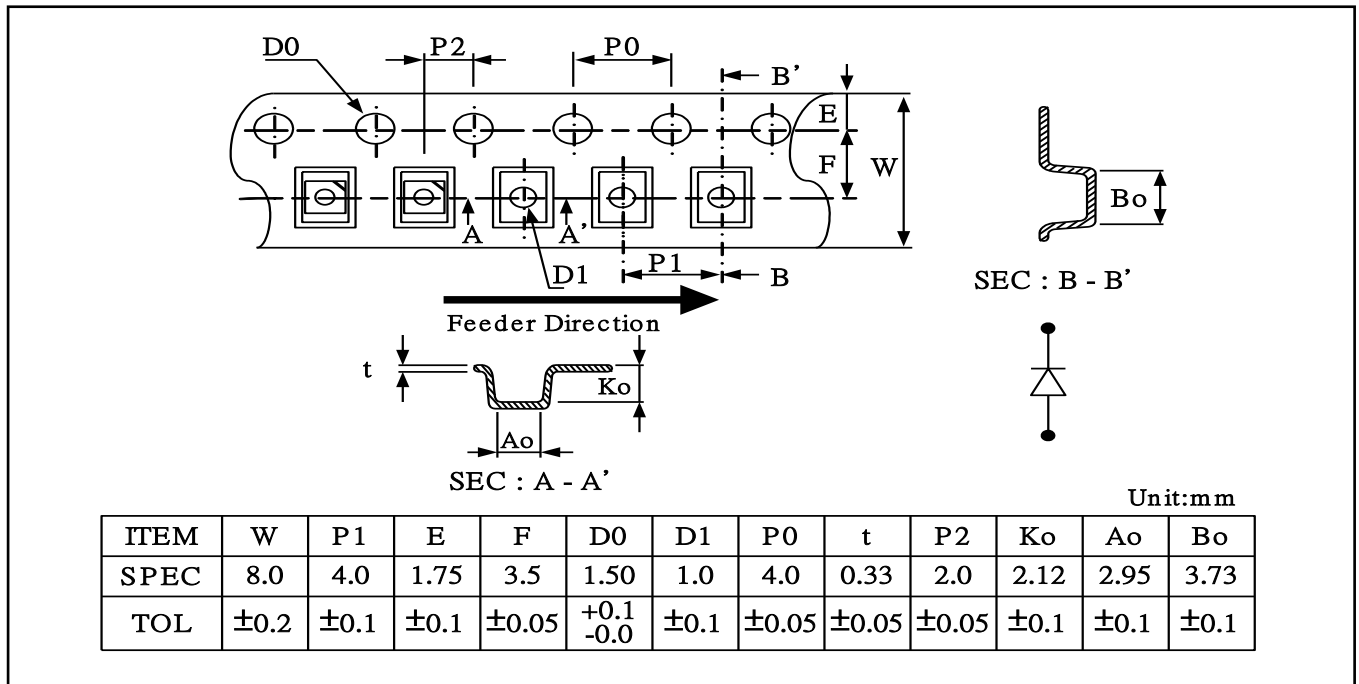 D0
P2
P0
B'
E
F
W
A
A'
D1
P1
B
Feeder Direction
Bo
SEC : B - B'
t
Ko
Ao
SEC : A - A'
Unit:mm
ITEM W P1 E F D0 D1 P0 t P2 Ko Ao Bo
SPEC 8.0 4.0 1.75 3.5 1.50 1.0 4.0 0.33 2.0 2.12 2.95 3.73
TOL ±0.2 ±0.1 ±0.1 ±0.05 +0.1 -0.0 ±0.1 ±0.05 ±0.05 ±0.05 ±0.1 ±0.1 ±0.1